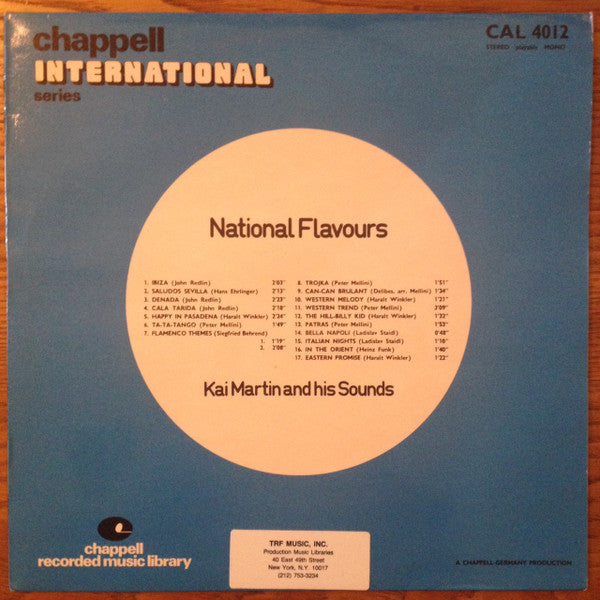 chappell
INTERNATIONAL
series
CAL 4012
STEREO playable MONO
National Flavours
1. IBIZA (John Redlin) 2'03"
2. SALUDOS SEVILLA (Hans Ehrlinger) 2'13"
3. DENADA (John Redlin) 2'23"
4. CALA TARIDA (John Redlin) 2'18"
5. HAPPY IN PASADENA (Haralt Winkler) 2'24"
6. TA-TA-TANGO (Peter Mellini) 1'49"
7. FLAMENCO THEMES (Siegfried Behrend)
1. 1'19"
2. 2'08"
8. TROJKA (Peter Mellini) 1'51"
9. CAN-CAN BRULANT (Delibes, arr. Mellini) 1'34"
10. WESTERN MELODY (Haralt Winkler) 1'21"
11. WESTERN TREND (Peter Mellini) 2'09"
12. THE HILL-BILLY KID (Haralt Winkler) 1'22"
13. PATRAS (Peter Mellini) 1'53"
14. BELLA NAPOLI (Ladislav Staidl) 0'48"
15. ITALIAN NIGHTS (Ladislav Staidl) 1'10"
16. IN THE ORIENT (Heinz Funk) 1'40"
17. EASTERN PROMISE (Haralt Winkler) 1'22"
Kai Martin and his Sounds
chappell
recorded music library
TRF MUSIC, INC.
Production Music Libraries
40 East 49th Street
New York, N.Y. 10017
(212) 753-3234
A CHAPPELL-GERMANY PRODUCTION